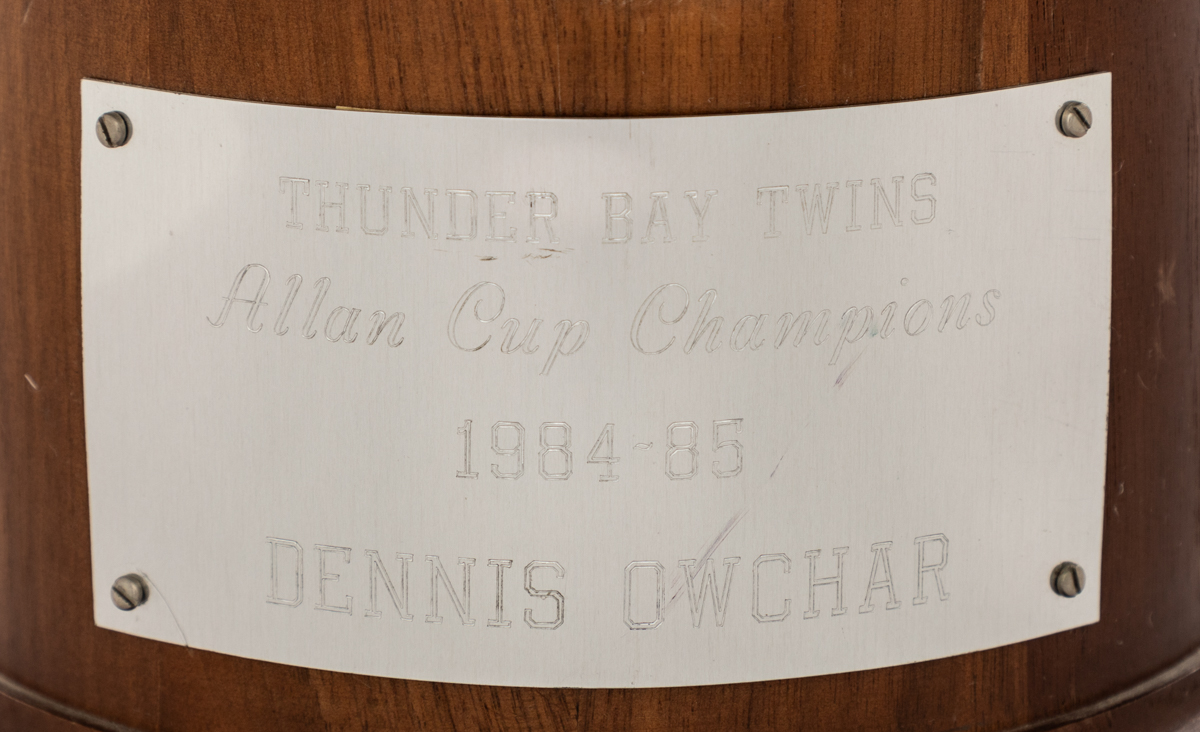 THUNDER BAY TWINS
Allan Cup Champions
1984-85
DENNIS OWCHAR